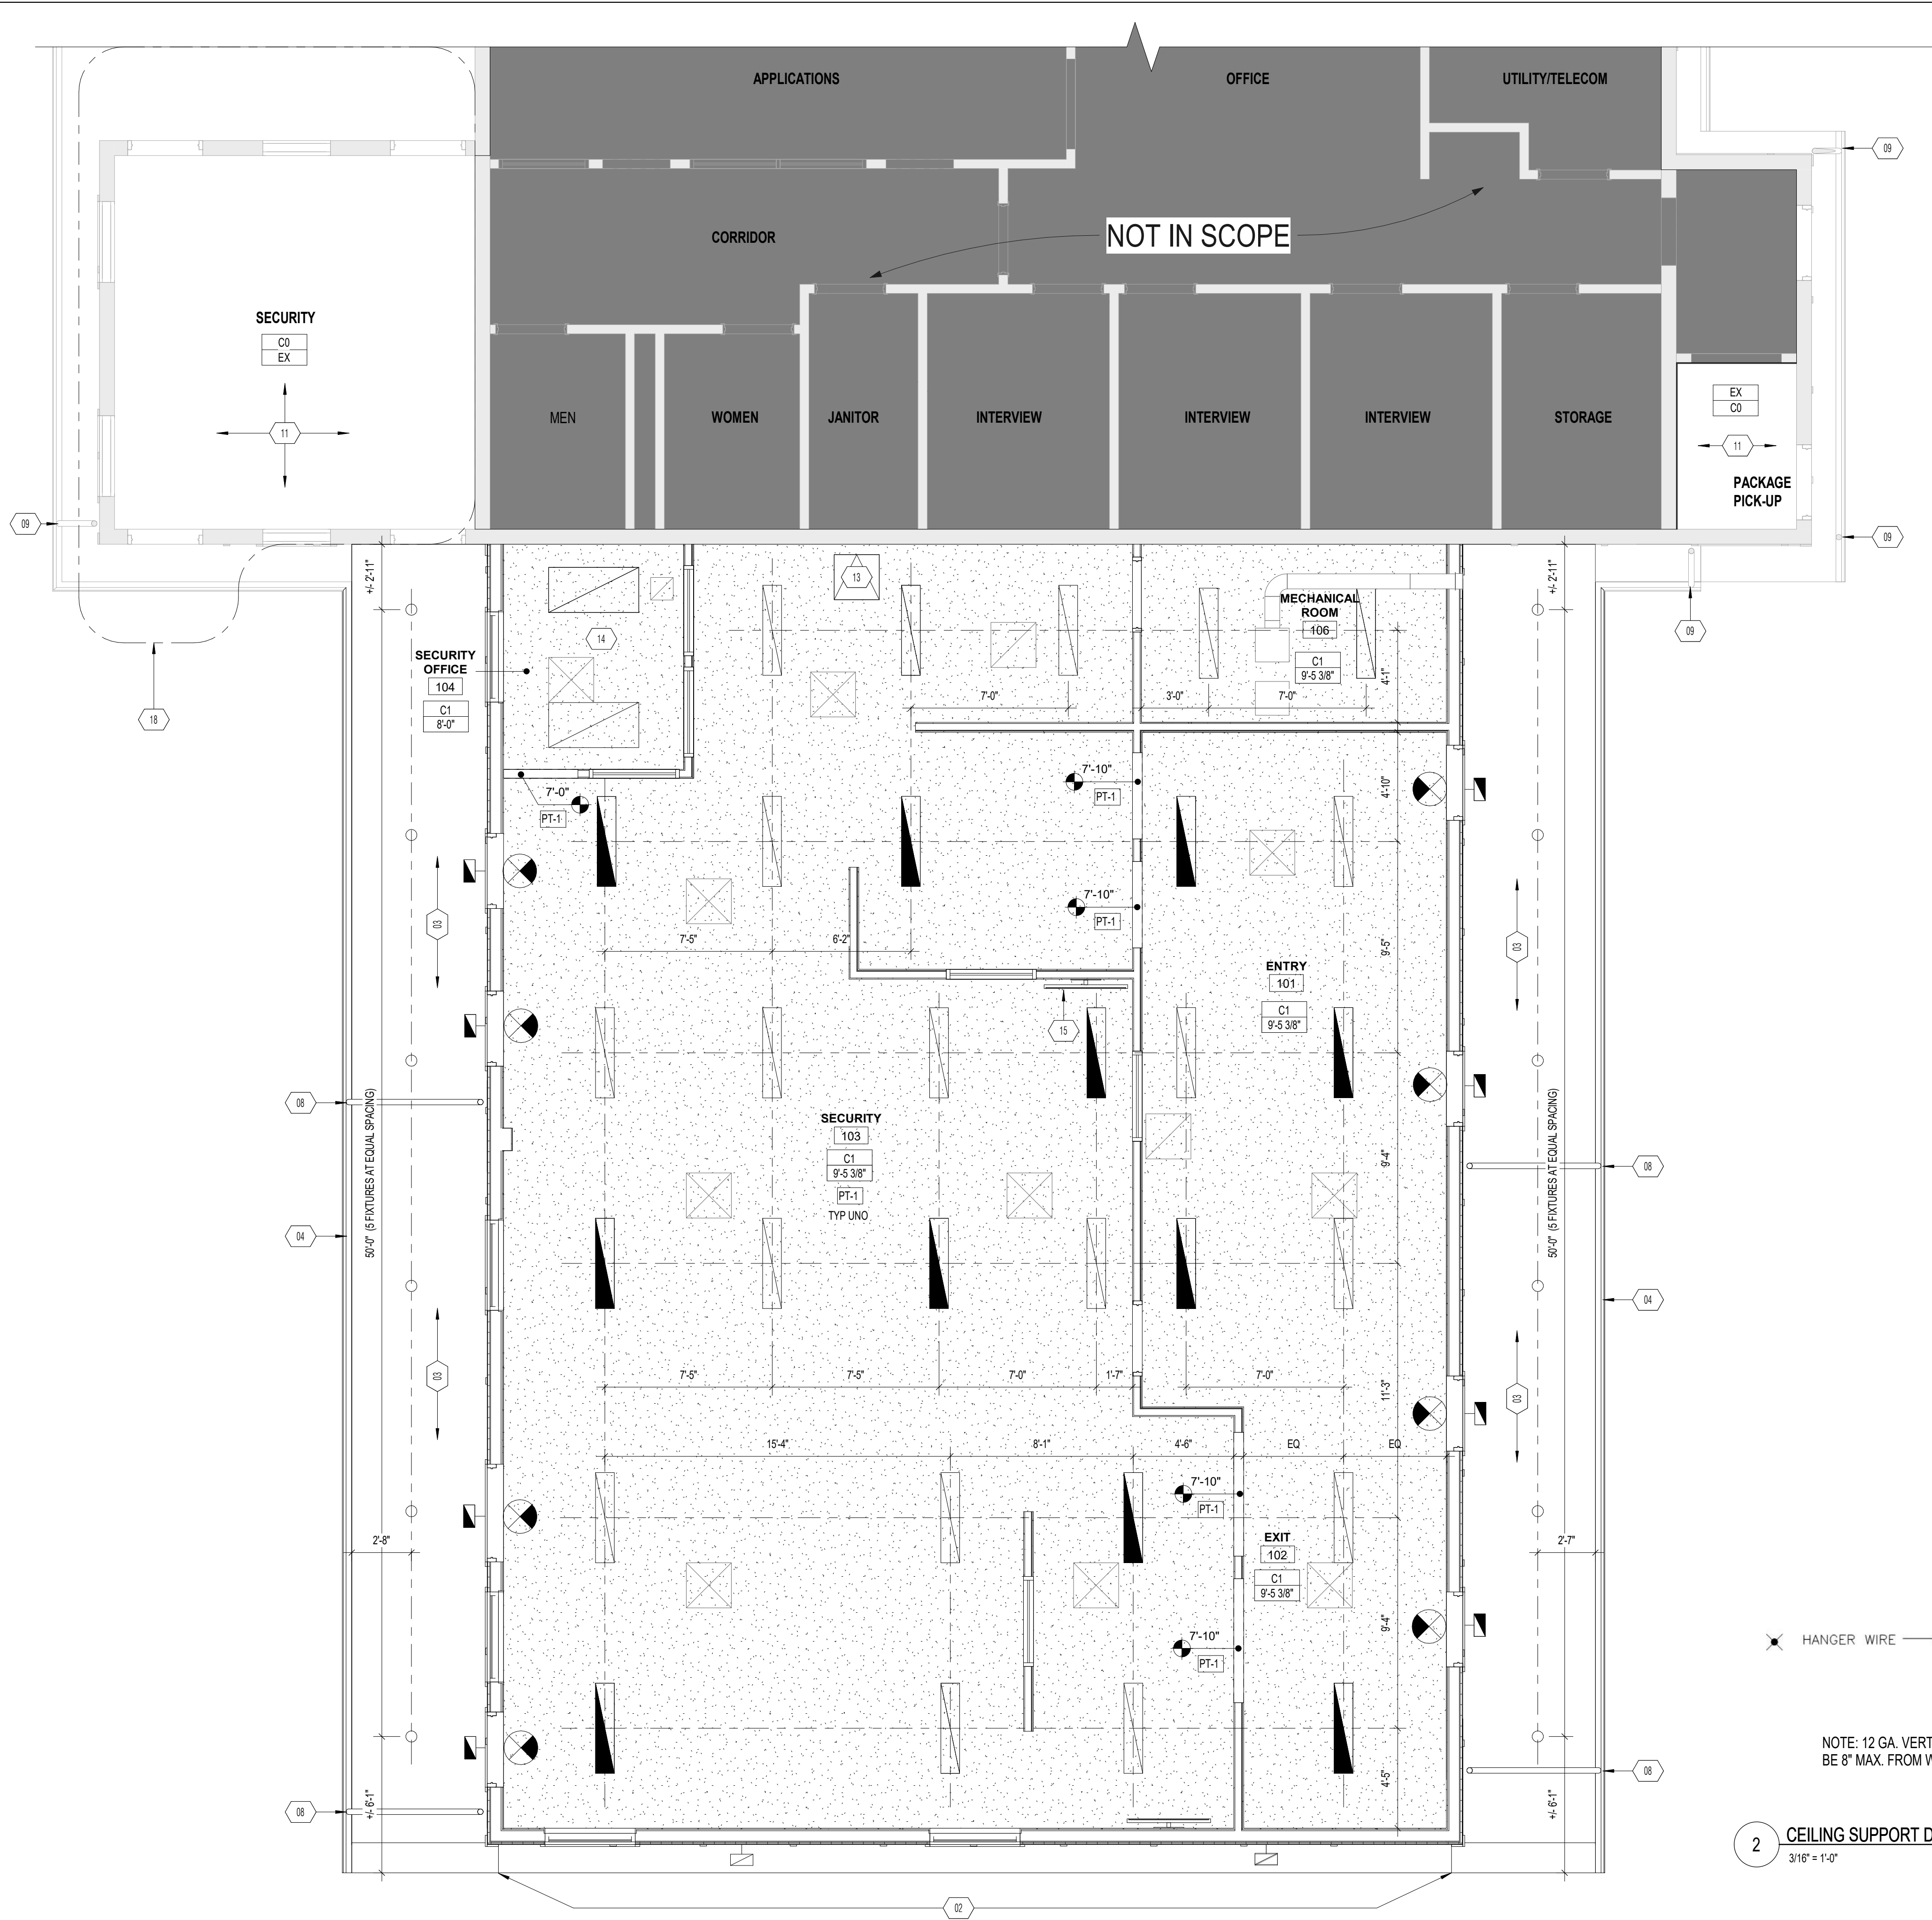 APPLICATIONS
OFFICE
UTILITY/TELECOM
09
CORRIDOR
NOT IN SCOPE
SECURITY
C0
EX
11
MEN
WOMEN
JANITOR
INTERVIEW
INTERVIEW
INTERVIEW
STORAGE
EX
C0
11
PACKAGE
PICK-UP
09
09
09
18
+/- 2'-11"
+/- 2'-11"
13
14
SECURITY
OFFICE
104
C1
8'-0"
MECHANICAL
ROOM
106
C1
9'-5 3/8"
7'-0"
3'-0"
7'-0"
4'-1"
7'-0"
PT-1
7'-10"
PT-1
4'-10"
7'-10"
PT-1
03
7'-5"
6'-2"
9'-5"
03
ENTRY
101
C1
9'-5 3/8"
15
08
50'-0" (5 FIXTURES AT EQUAL SPACING)
50'-0" (5 FIXTURES AT EQUAL SPACING)
SECURITY
103
C1
9'-5 3/8"
PT-1
TYP UNO
9'-4"
08
04
04
03
7'-5"
7'-5"
7'-0"
1'-7"
7'-0"
11'-3"
03
15'-4"
8'-1"
4'-6"
EQ
EQ
7'-10"
PT-1
2'-8"
2'-7"
EXIT
102
C1
9'-5 3/8"
9'-4"
7'-10"
PT-1
HANGER WIRE
NOTE: 12 GA. VERT
BE 8" MAX. FROM W
4'-5"
08
08
+/- 6'-1"
+/- 6'-1"
2
CEILING SUPPORT D
3/16" = 1'-0"
02